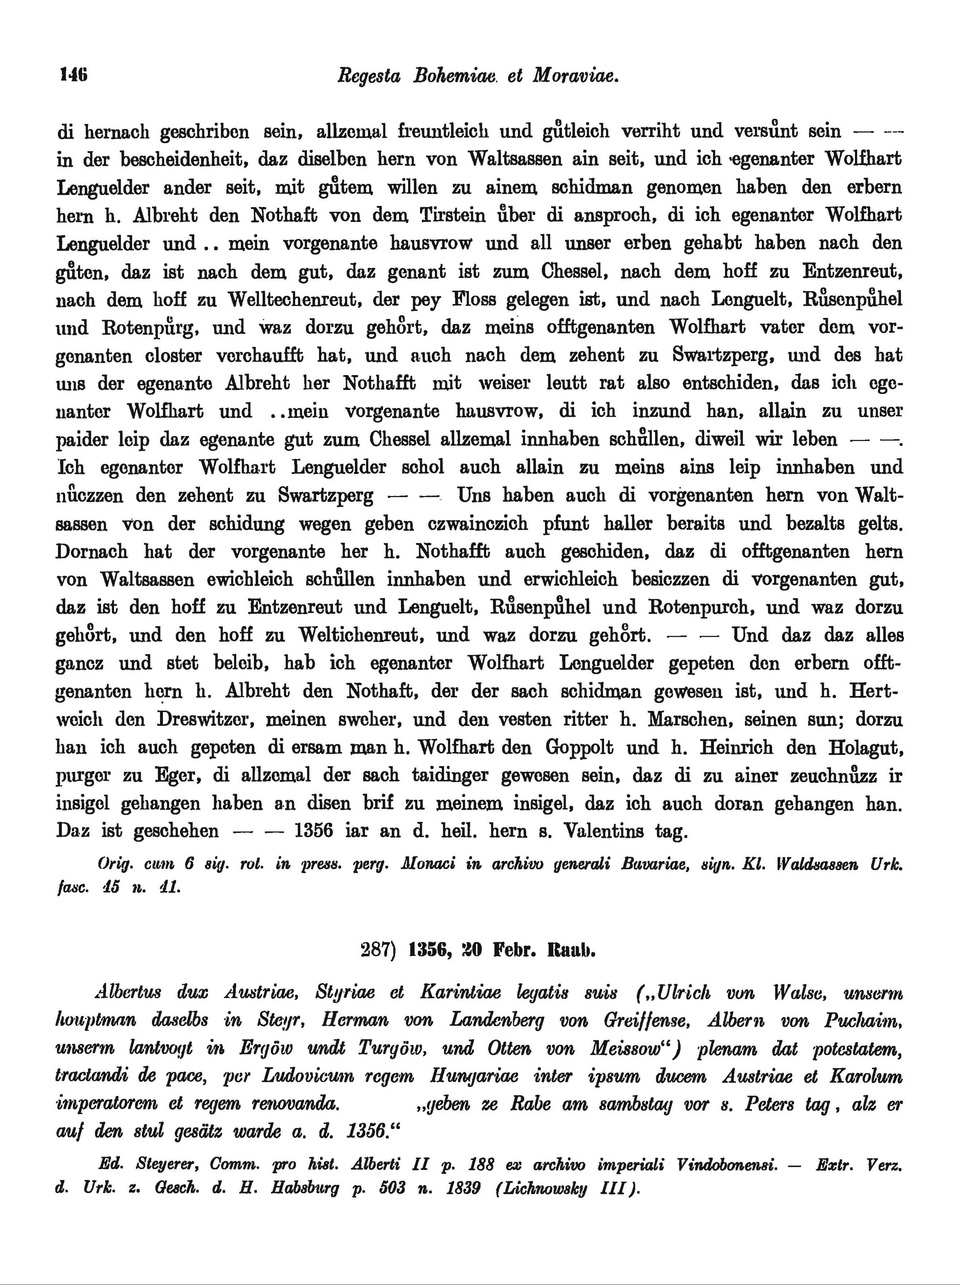 146 Regesta Bohemiae et Moraviae.
di hernach geschriben sein, allzemal freuntleich und gůtleich verriht und versůnt sein — —
in der bescheidenheit, daz diselben hern von Waltsassen ain seit, und ich egenanter Wolfhart
Lenguelder ander seit, mit gůtem willen zu ainem schidman genomen haben den erbern
hern h. Albreht den Nothaft von dem Tirstein ůber di ansproch, di ich egenanter Wolfhart
Lenguelder und .. mein vorgenante hausvrow und all unser erben gehabt haben nach den
gůten, daz ist nach dem gut, daz genant ist zum Chessel, nach dem hoff zu Entzenreut,
nach dem hoff zu Welltechenreut, der pey Floss gelegen ist, und nach Lenguelt, Růsenpůhel
und Rotenpůrg, und waz dorzu geho̊rt, daz meins offtgenanten Wolfhart vater dem vor-
genanten closter verchaufft hat, und auch nach dem zehent zu Swartzperg, und des hat
uns der egenante Albreht her Nothafft mit weiser leutt rat also entschiden, das ich ege-
nanter Wolfhart und ..mein vorgenante hausvrow, di ich inzund han, allain zu unser
paider leip daz egenante gut zum Chessel allzemal innhaben schůllen, diweil wir leben — —.
Ich egenanter Wolfhart Lenguelder schol auch allain zu meins ains leip innhaben und
nůczzen den zehent zu Swartzperg — — Uns haben auch di vorgenanten hern von Walt-
sassen von der schidung wegen geben czwainczich pfunt haller beraits und bezalts gelts.
Dornach hat der vorgenante her h. Nothafft auch geschiden, daz di offtgenanten hern
von Waltsassen ewichleich schůllen innhaben und erwichleich besiczzen di vorgenanten gut,
daz ist den hoff zu Entzenreut und Lenguelt, Růsenpůhel und Rotenpurch, und waz dorzu
geho̊rt, und den hoff zu Weltichenreut, und waz dorzu geho̊rt. — — Und daz daz alles
gancz und stet beleib, hab ich egenanter Wolfhart Lenguelder gepeten den erbern offt-
genanten hern h. Albreht den Nothaft, der der sach schidman gewesen ist, und h. Hert-
weich den Dreswitzer, meinen sweher, und den vesten ritter h. Marschen, seinen sun; dorzu
han ich auch gepeten di ersam man h. Wolfhart den Goppolt und h. Heinrich den Holagut,
purger zu Eger, di allzemal der sach taidinger gewesen sein, daz di zu ainer zeuchnůzz ir
insigel gehangen haben an disen brif zu meinem insigel, daz ich auch doran gehangen han.
Daz ist geschehen — — 1356 iar an d. heil. hern s. Valentins tag.
Orig. cum 6 sig. rot. in press. perg. Monaci in archivo generali Bavariae, sign. Kl. Waldsassen Urk.
fasc. 45 n. 41.
287) 1356, 20 Febr. Raab.
Albertus dux Austriae, Styriae et Karintiae legatis suis („Ulrich von Walse, unserm
houptman daselbs in Steyr, Herman von Landenberg von Greiffense, Albern von Puchaim,
unserm lantvogt in Ergöw undt Turgöw, und Otten von Meissow“) plenam dat potestatem,
tractandi de pace, per Ludovicum regem Hungariae inter ipsum ducem Austriae et Karolum
imperatorem et regem renovanda. „geben ze Rabe am sambstag vor s. Peters tag, alz er
auf den stul gesätz warde a. d. 1356.“
Ed. Steyerer, Comm. pro hist. Alberti II p. 188 ex archivo imperiali Vindobonensi. — Extr. Verz.
d. Urk. z. Gesch. d. H. Habsburg p. 503 n. 1839 (Lichnowsky III).